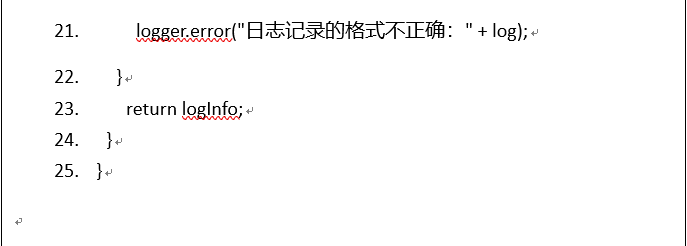 21. logger.error("日志记录的格式不正确：" + log);
22. }
23. return logInfo;
24. }
25. }